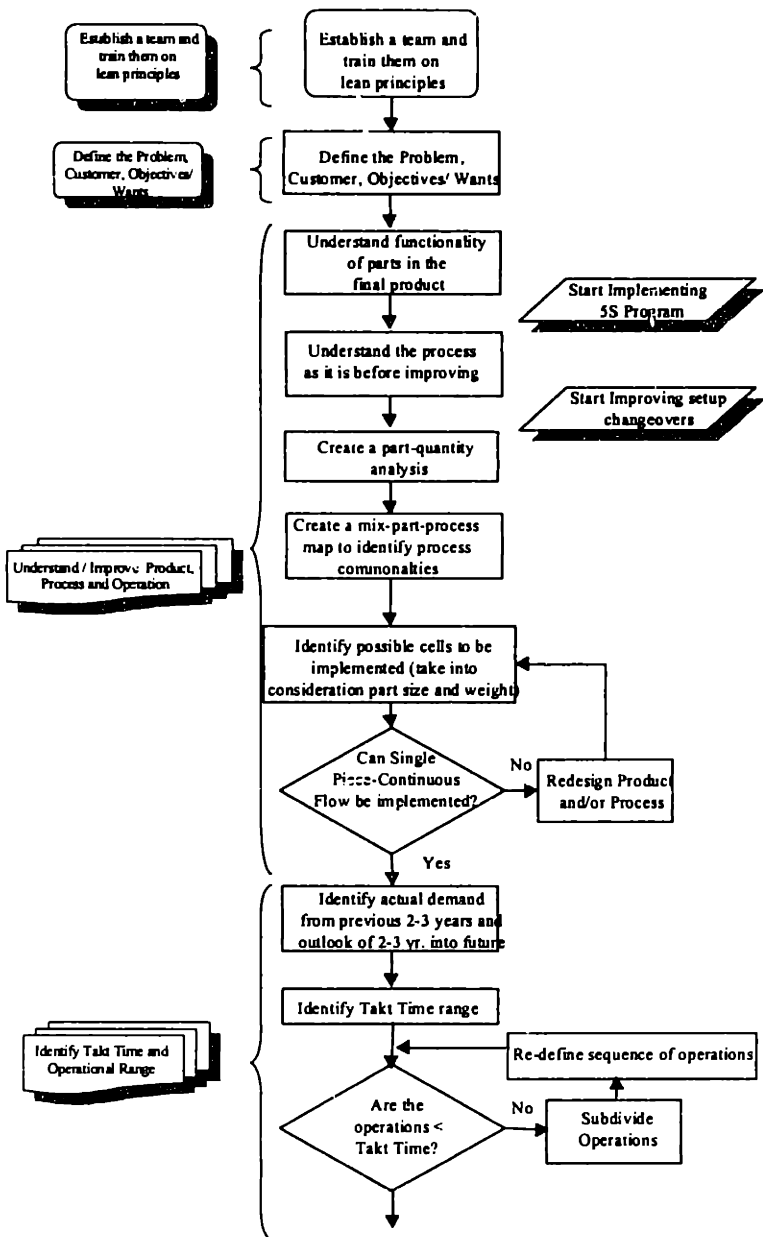 Establish a team and
train them on
lean principles
Establish a team and
train them on
lean principles
Define the Problem,
Customer, Objectives/
Wants
Define the Problem,
Customer, Objectives/ Wants
Understand functionality
of parts in the
final product
Start Implementing
5S Program
Understand the process
as it is before improving
Start Improving setup
changeovers
Create a part-quantity
analysis
Create a mix-part-process
map to identify process
commonalties
Understand / Improve Product,
Process and Operation
Identify possible cells to be
implemented (take into
consideration part size and weight)
Can Single
Piece-Continuous
Flow be implemented?
No
Redesign Product
and/or Process
Yes
Identify actual demand
from previous 2-3 years and
outlook of 2-3 yr. into future
Identify Takt Time range
Identify Takt Time and
Operational Range
Re-define sequence of operations
Are the
operations <
Takt Time?
No
Subdivide
Operations